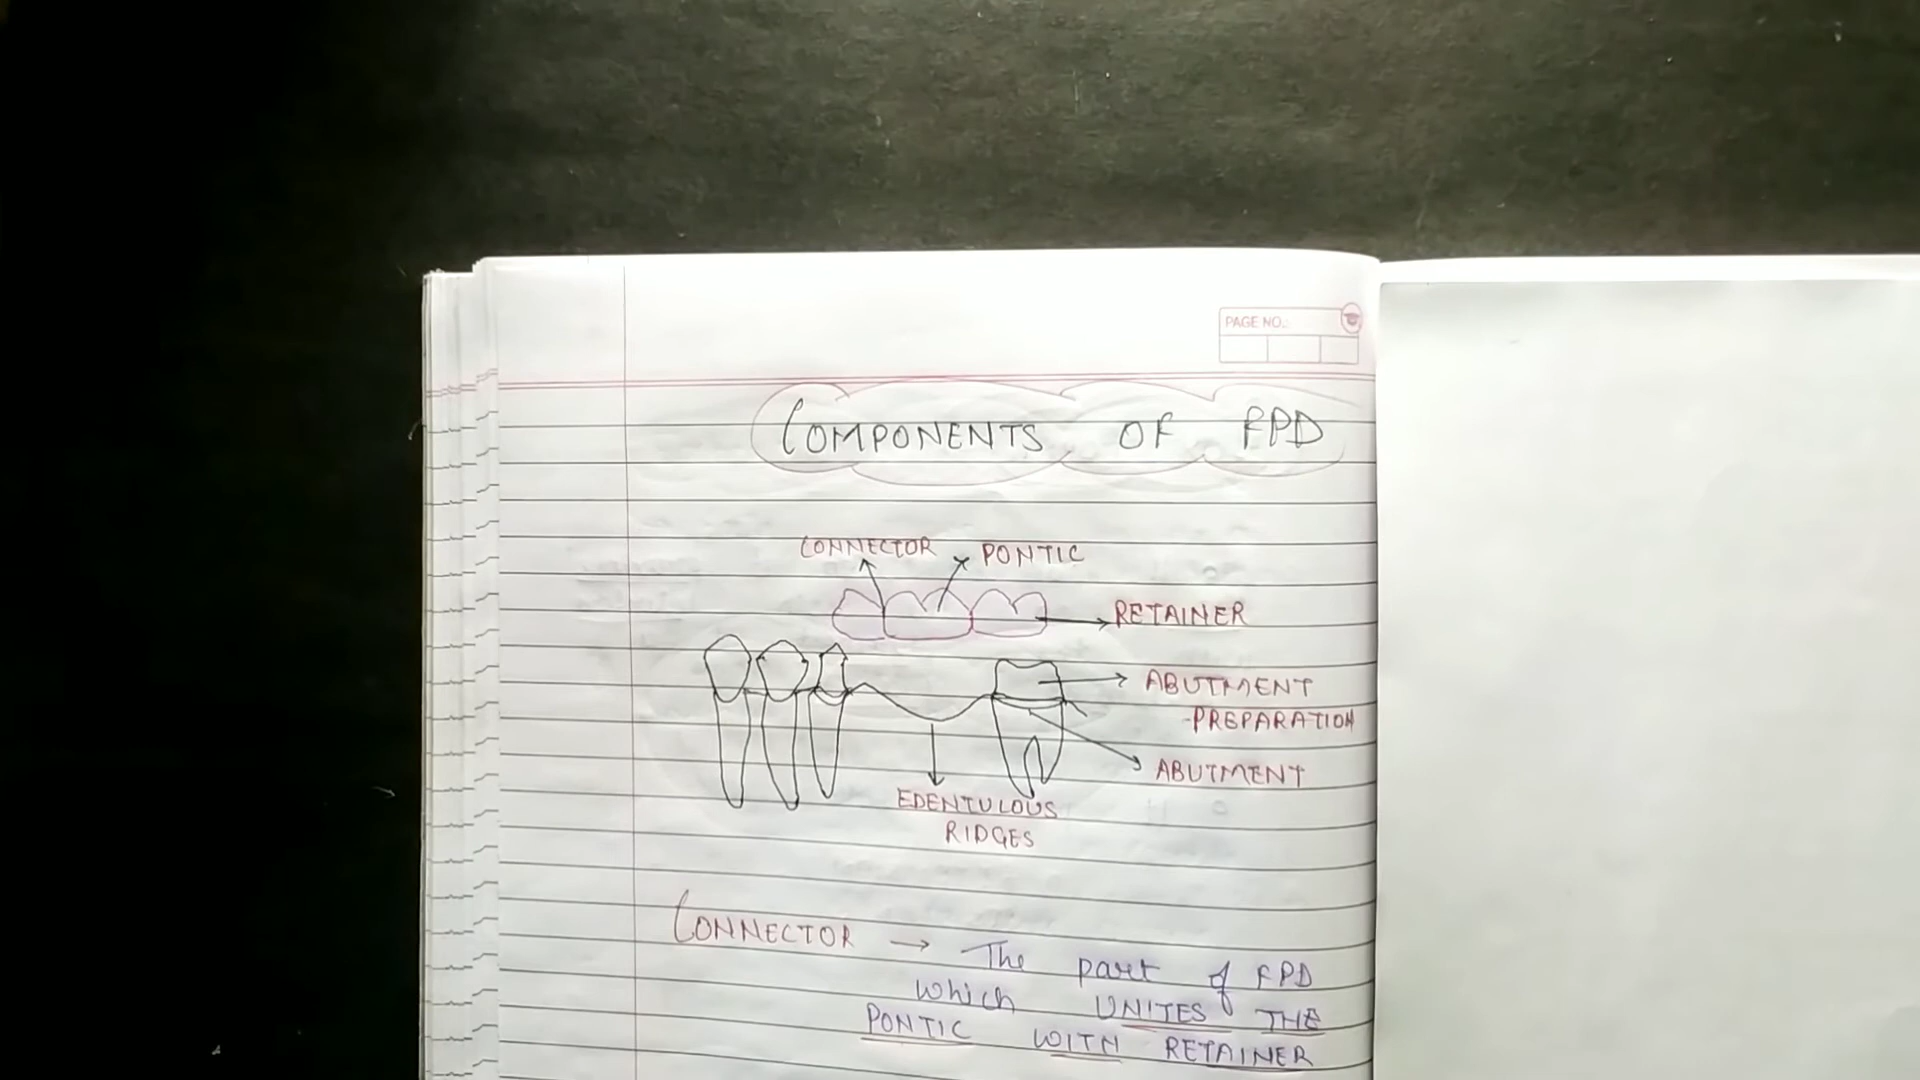 PAGE NO.:
COMPONENTS OF FPD
CONNECTOR PONTIC
RETAINER
ABUTMENT
-PREPARATION
ABUTMENT
EDENTULOUS
RIDGES
CONNECTOR → The part of FPD
which UNITES THE
PONTIC WITH RETAINER